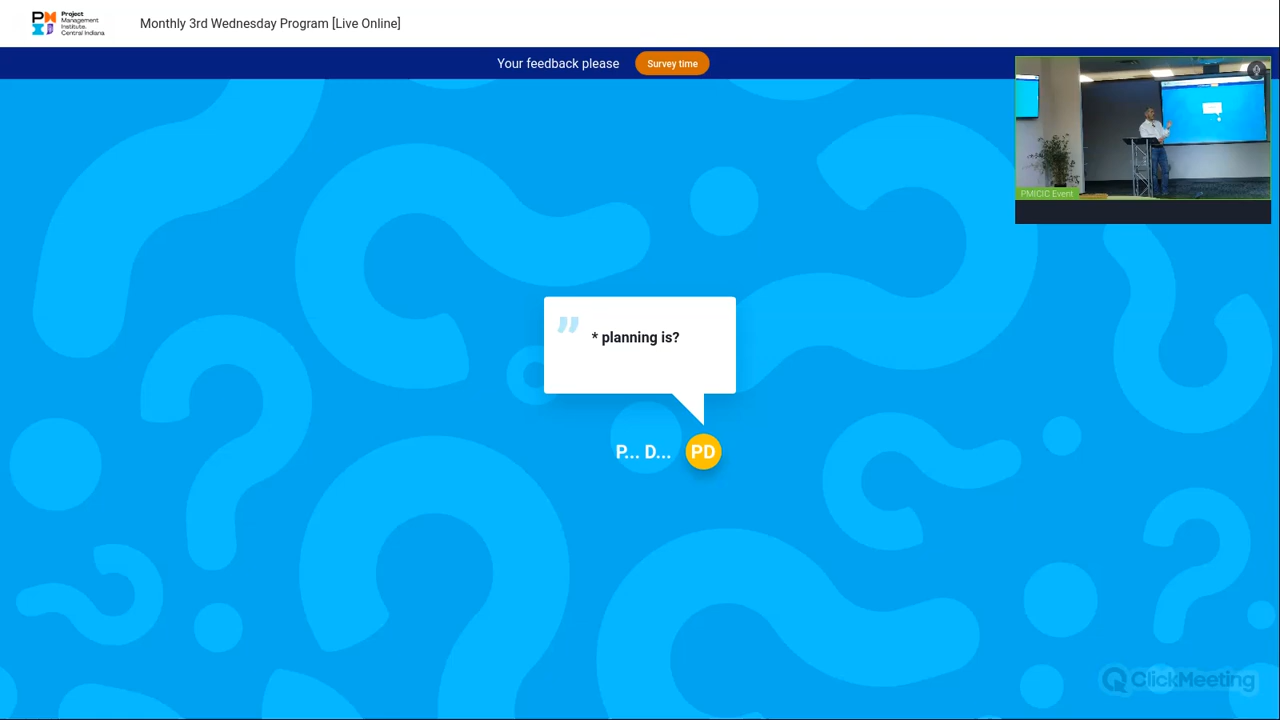 Project
Management
Institute.
Central Indiana
Monthly 3rd Wednesday Program [Live Online]
Your feedback please
Survey time
PMICIC Event
" * planning is?
P... D...
PD
ClickMeeting